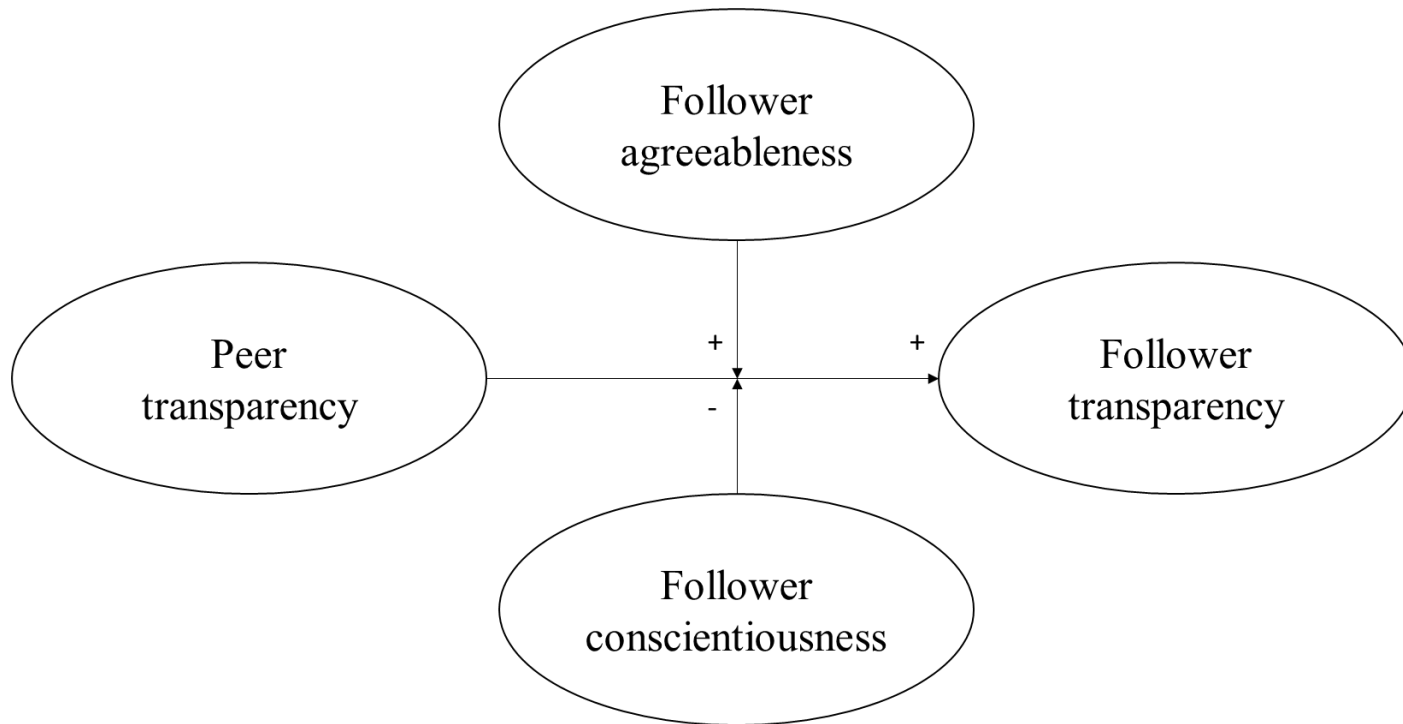 Follower
agreeableness
Peer
transparency
+
+
Follower
transparency
-
Follower
conscientiousness